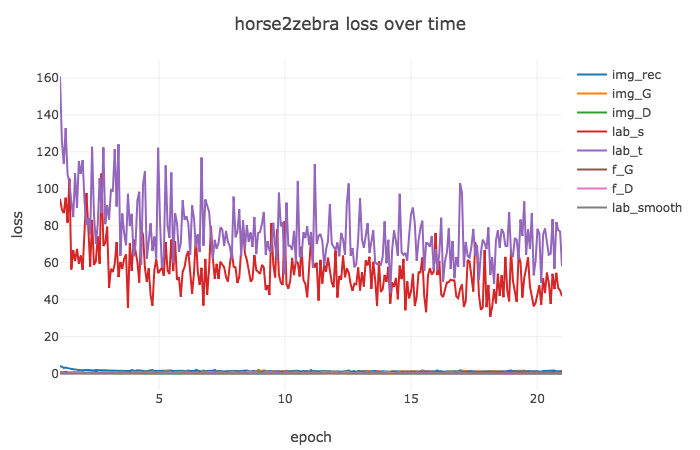 horse2zebra loss over time
loss
160
140
120
100
80
60
40
20
0
5
10
15
20
epoch
img_rec
img_G
img_D
lab_s
lab_t
f_G
f_D
lab_smooth